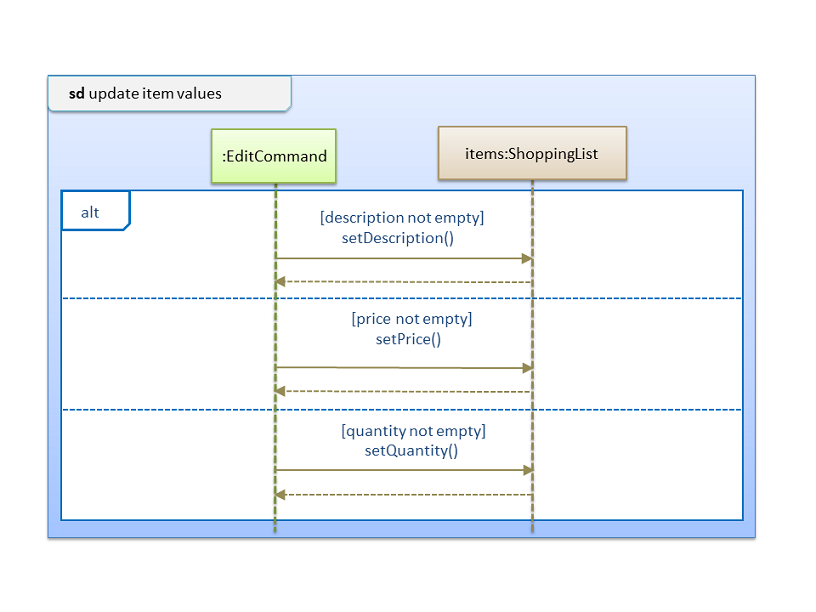 sd update item values
:EditCommand
items:ShoppingList
alt
[description not empty]
setDescription()
[price not empty]
setPrice()
[quantity not empty]
setQuantity()